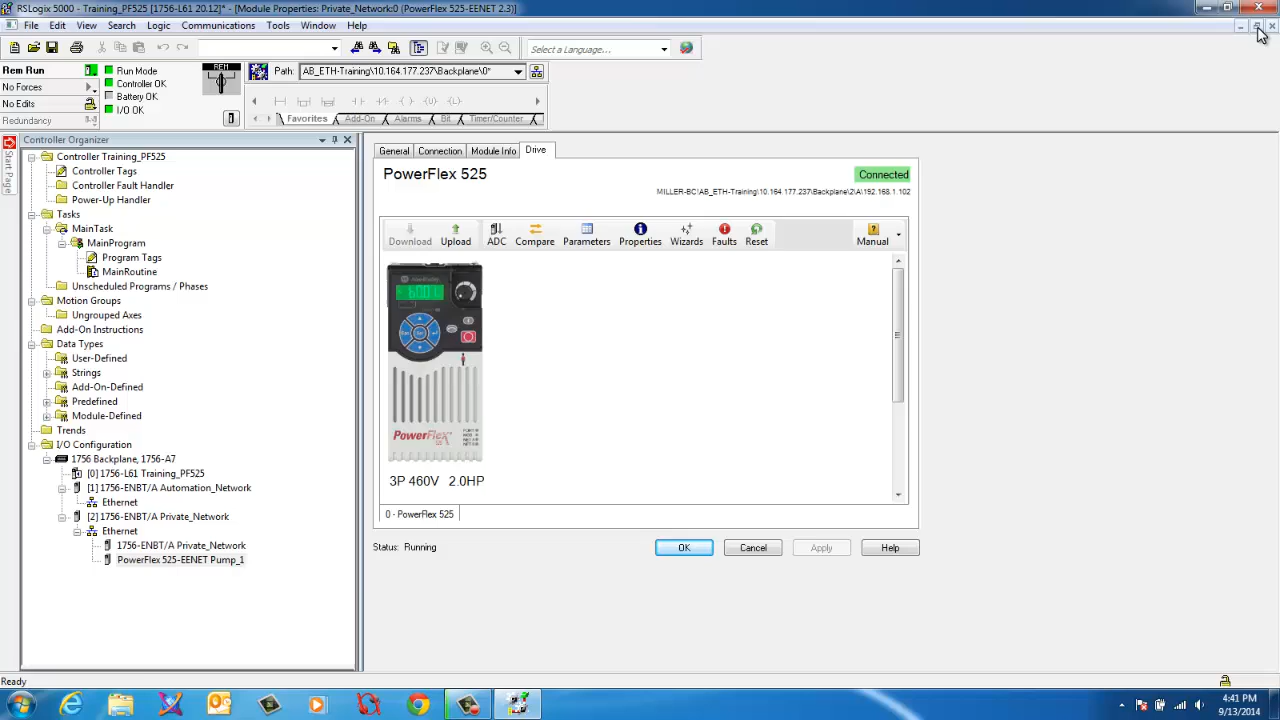 RSLogix 5000 - Training_PF525 [1756-L61 20.12]* - [Module Properties: Private_Network:0 (PowerFlex 525-EENET 2.3)]
File Edit View Search Logic Communications Tools Window Help
Select a Language...
Rem Run
No Forces
No Edits
Redundancy
Run Mode
Controller OK
Battery OK
I/O OK
REM
Path: AB_ETH-Training\10.164.177.237\Backplane\0*
Favorites Add-On Alarms Bit Timer/Counter
Start Page
Controller Organizer
Controller Training_PF525
Controller Tags
Controller Fault Handler
Power-Up Handler
Tasks
MainTask
MainProgram
Program Tags
MainRoutine
Unscheduled Programs / Phases
Motion Groups
Ungrouped Axes
Add-On Instructions
Data Types
User-Defined
Strings
Add-On-Defined
Predefined
Module-Defined
Trends
I/O Configuration
1756 Backplane, 1756-A7
[0] 1756-L61 Training_PF525
[1] 1756-ENBT/A Automation_Network
Ethernet
[2] 1756-ENBT/A Private_Network
Ethernet
1756-ENBT/A Private_Network
PowerFlex 525-EENET Pump_1
General Connection Module Info Drive
PowerFlex 525
Connected
MILLER-BC!AB_ETH-Training\10.164.177.237\Backplane\2\A\192.168.1.102
Download Upload ADC Compare Parameters Properties Wizards Faults Reset Manual
PowerFlex
3P 460V 2.0HP
0 - PowerFlex 525
Status: Running
OK Cancel Apply Help
Ready
4:41 PM
9/13/2014